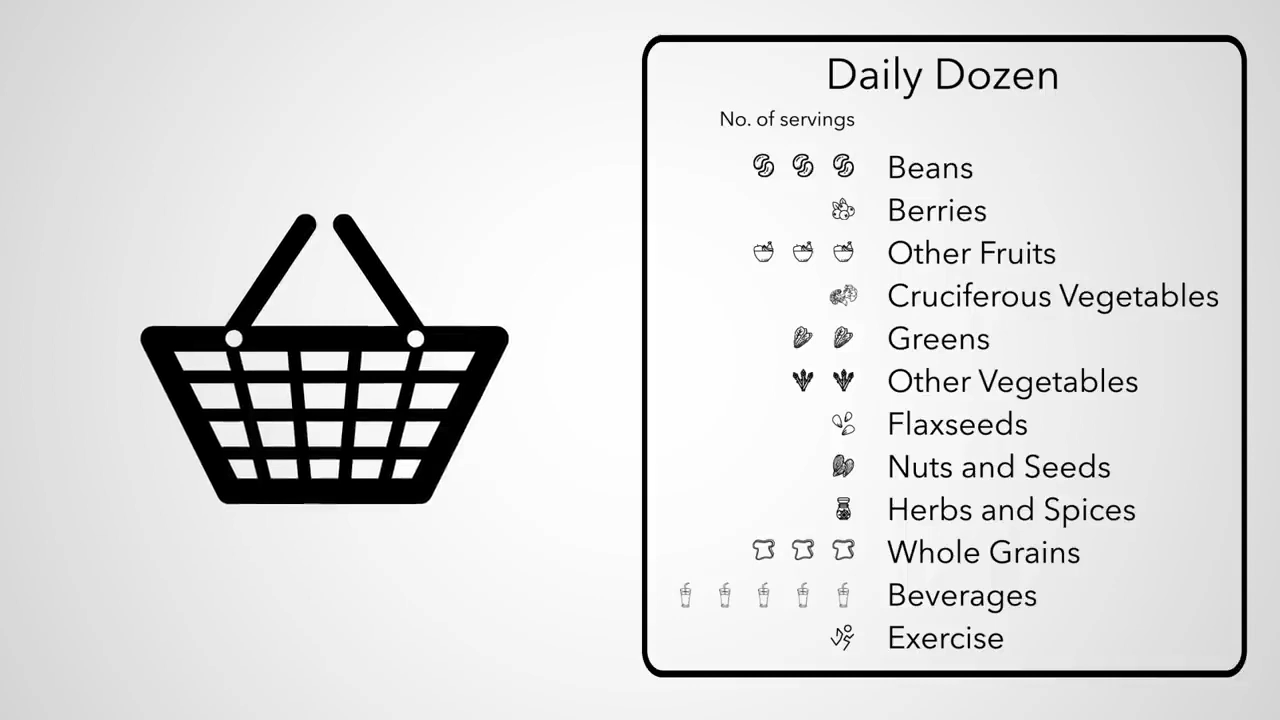 Daily Dozen
No. of servings
Beans
Berries
Other Fruits
Cruciferous Vegetables
Greens
Other Vegetables
Flaxseeds
Nuts and Seeds
Herbs and Spices
Whole Grains
Beverages
Exercise